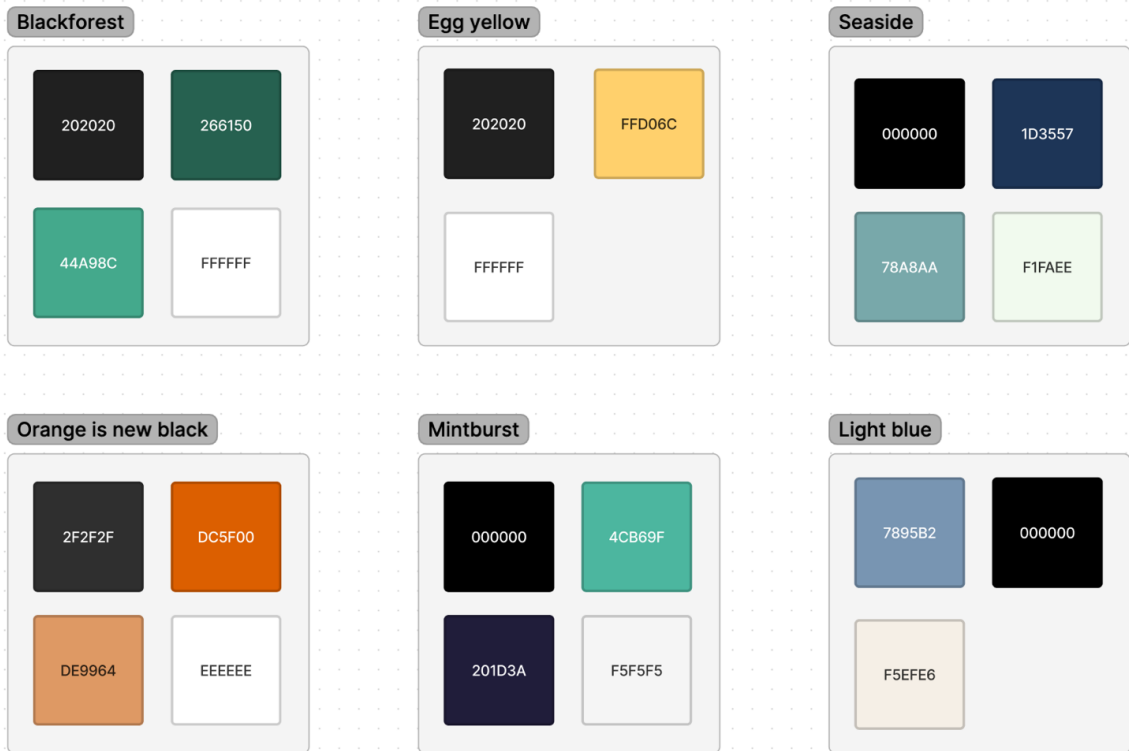 Blackforest
202020
266150
44A98C
FFFFFF
Egg yellow
202020
FFD06C
FFFFFF
Seaside
000000
1D3557
78A8AA
F1FAEE
Orange is new black
2F2F2F
DC5F00
DE9964
EEEEEE
Mintburst
000000
4CB69F
201D3A
F5F5F5
Light blue
7895B2
000000
F5EFE6